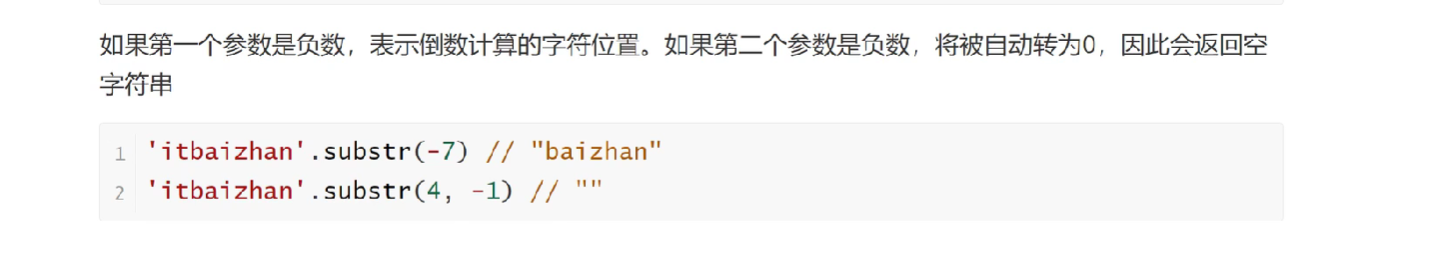 如果第一个参数是负数，表示倒数计算的字符位置。如果第二个参数是负数，将被自动转为0，因此会返回空
字符串
1 'itbaizhan'.substr(-7) // "baizhan"
2 'itbaizhan'.substr(4, -1) // ""